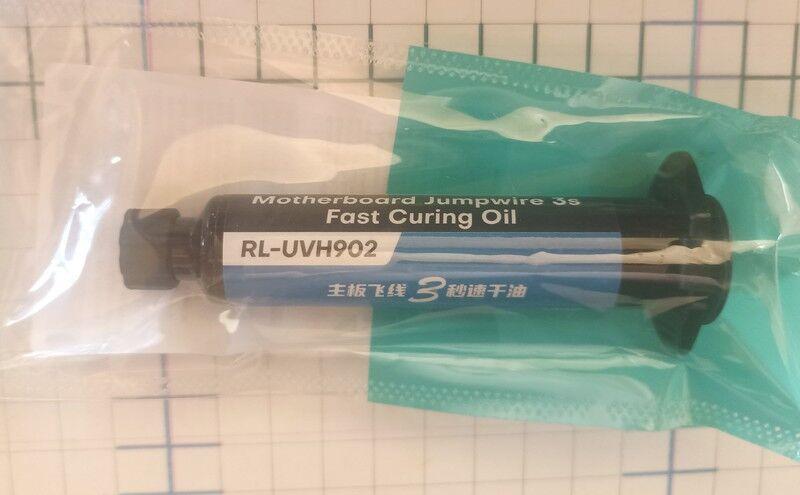 Motherboard Jumpwire 3s
Fast Curing Oil
RL-UVH902
主板飞线3秒速干油